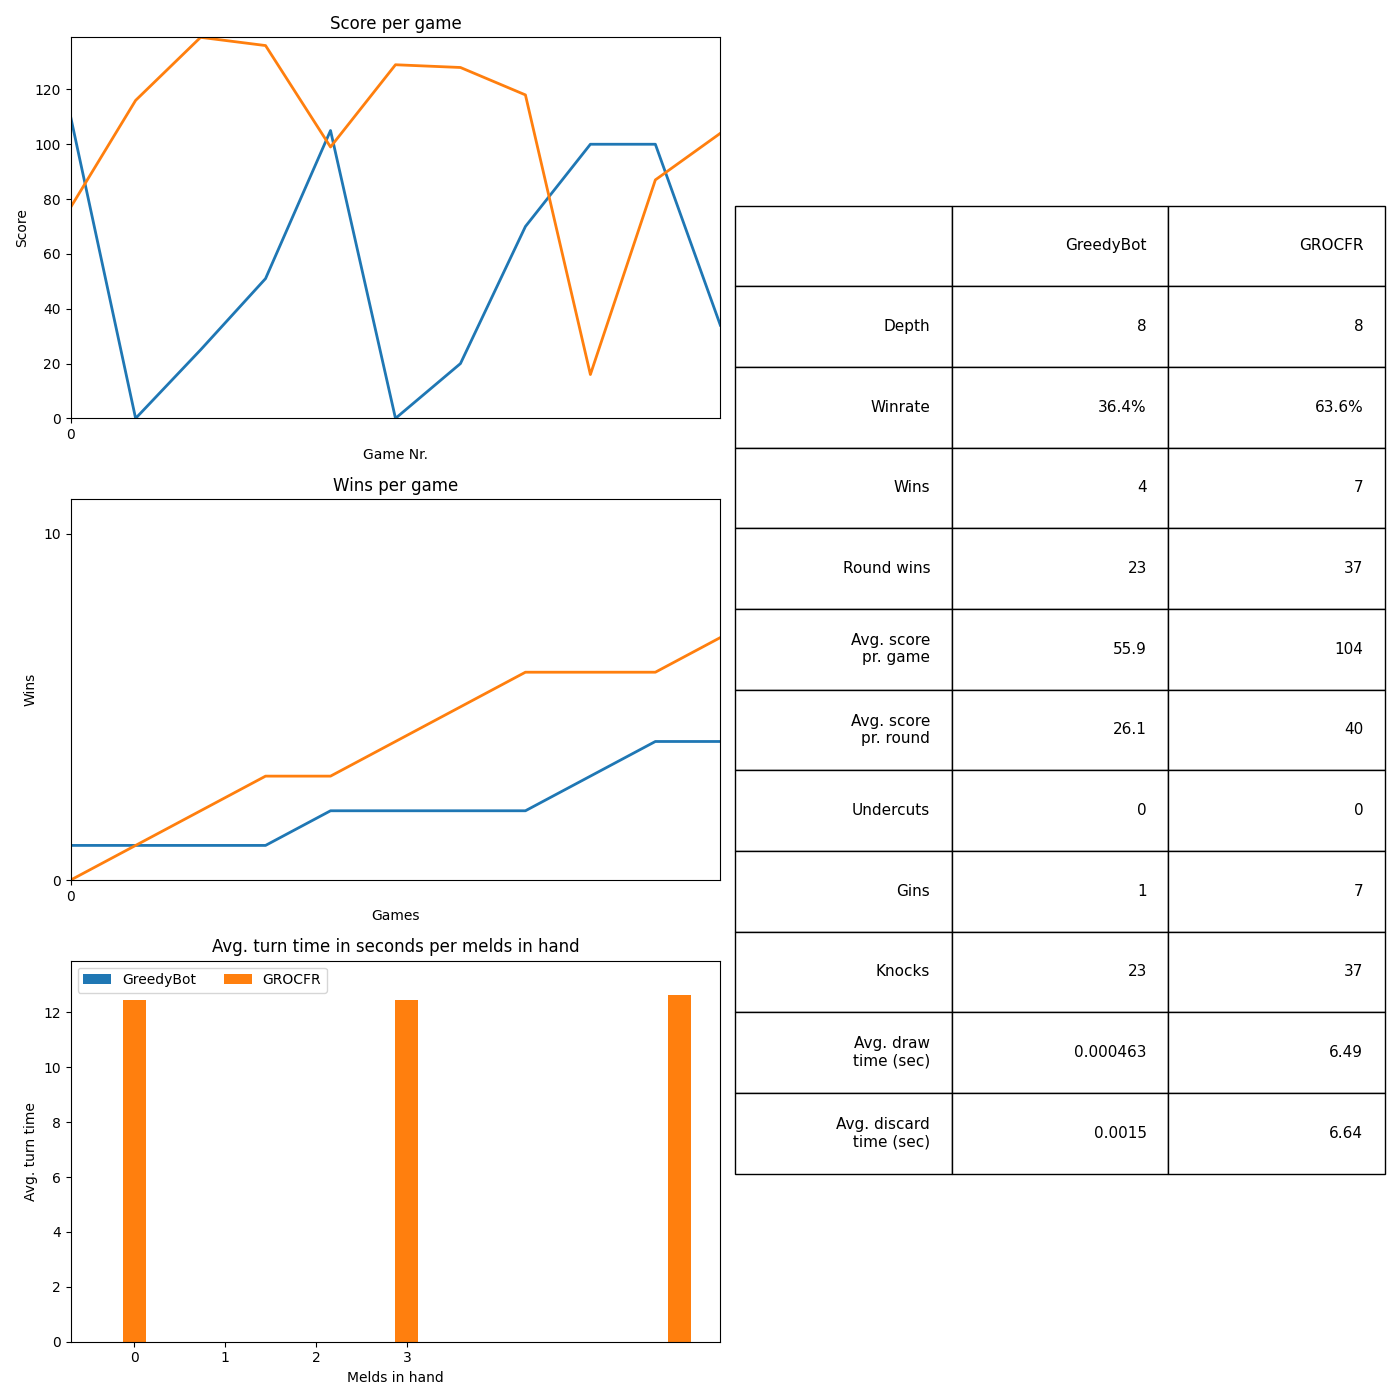 Score per game
120
100
80
60
40
20
0
Score
0
Game Nr.
Wins per game
10
0
Wins
0
Games
Avg. turn time in seconds per melds in hand
GreedyBot GROCFR
12
10
8
6
4
2
0
Avg. turn time
0 1 2 3
Melds in hand
GreedyBot GROCFR
Depth 8 8
Winrate 36.4% 63.6%
Wins 4 7
Round wins 23 37
Avg. score
pr. game 55.9 104
Avg. score
pr. round 26.1 40
Undercuts 0 0
Gins 1 7
Knocks 23 37
Avg. draw
time (sec) 0.000463 6.49
Avg. discard
time (sec) 0.0015 6.64